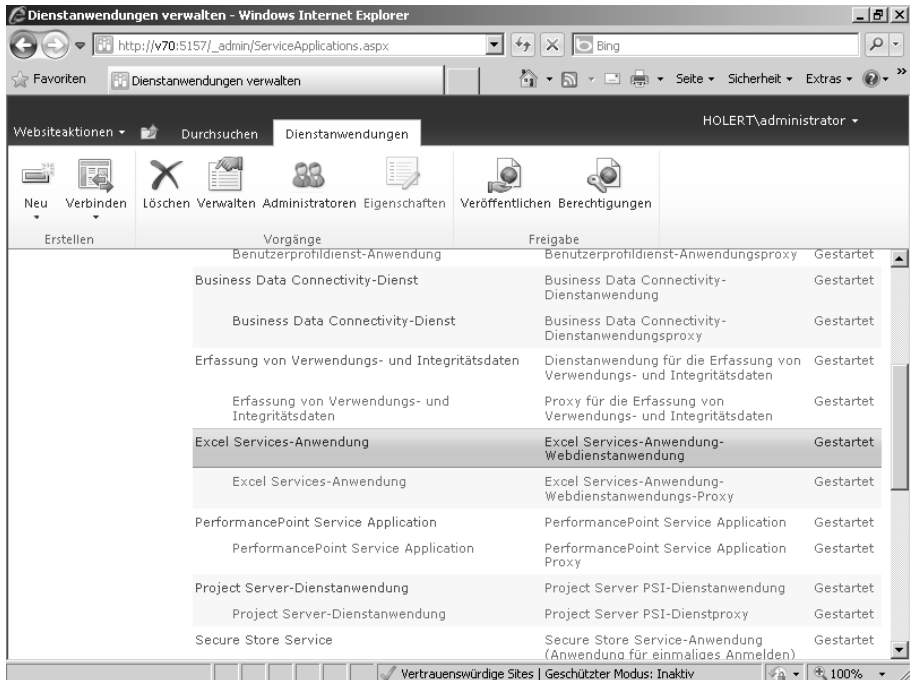 Dienstanwendungen verwalten - Windows Internet Explorer
http://v70:5157/_admin/ServiceApplications.aspx
Bing
Favoriten
Dienstanwendungen verwalten
Seite
Sicherheit
Extras
»
Websiteaktionen
Durchsuchen
Dienstanwendungen
HOLERT\administrator
Neu
Verbinden
Löschen
Verwalten
Administratoren
Eigenschaften
Veröffentlichen
Berechtigungen
Erstellen
Vorgänge
Freigabe
Benutzerprofildienst-Anwendung
Benutzerprofildienst-Anwendungsproxy
Gestartet
Business Data Connectivity-Dienst
Business Data Connectivity-
Dienstanwendung
Gestartet
Business Data Connectivity-Dienst
Business Data Connectivity-
Dienstanwendungsproxy
Gestartet
Erfassung von Verwendungs- und Integritätsdaten
Dienstanwendung für die Erfassung von
Verwendungs- und Integritätsdaten
Gestartet
Erfassung von Verwendungs- und
Integritätsdaten
Proxy für die Erfassung von
Verwendungs- und Integritätsdaten
Gestartet
Excel Services-Anwendung
Excel Services-Anwendung-
Webdienstanwendung
Gestartet
Excel Services-Anwendung
Excel Services-Anwendung-
Webdienstanwendungs-Proxy
Gestartet
PerformancePoint Service Application
PerformancePoint Service Application
Gestartet
PerformancePoint Service Application
PerformancePoint Service Application
Proxy
Gestartet
Project Server-Dienstanwendung
Project Server PSI-Dienstanwendung
Gestartet
Project Server-Dienstanwendung
Project Server PSI-Dienstproxy
Gestartet
Secure Store Service
Secure Store Service-Anwendung
(Anwendung für einmaliges Anmelden)
Gestartet
Vertrauenswürdige Sites | Geschützter Modus: Inaktiv
100%